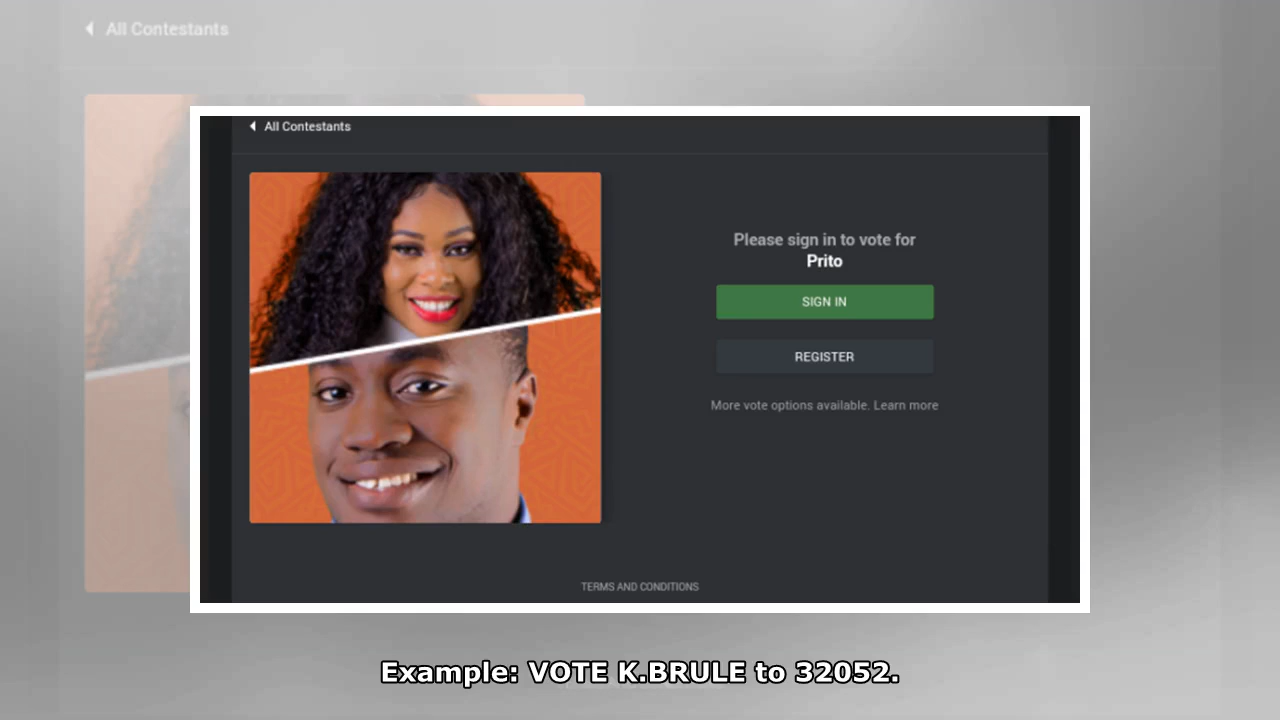 All Contestants
All Contestants
Please sign in to vote for
Prito
SIGN IN
REGISTER
More vote options available. Learn more
TERMS AND CONDITIONS
Example: VOTE K.BRULE to 32052.